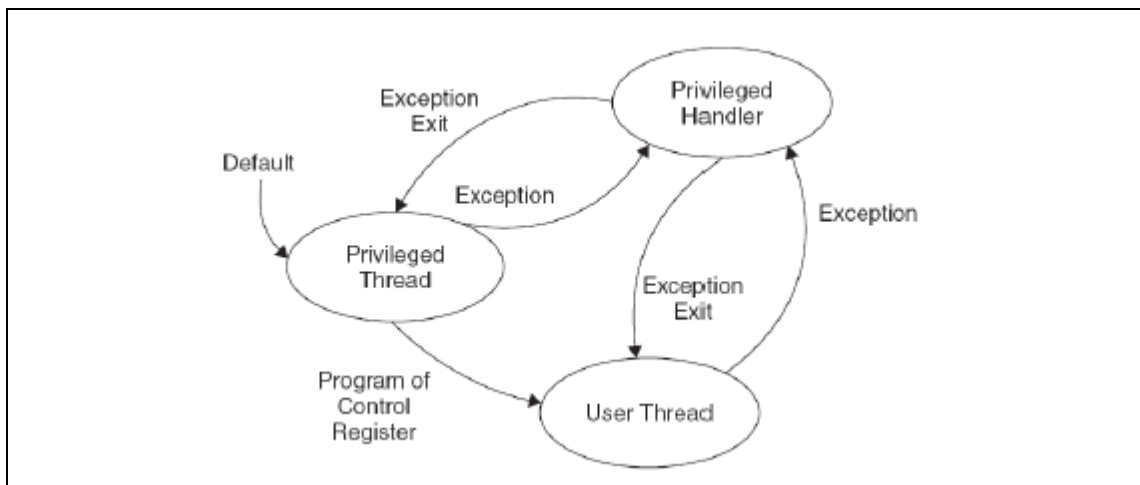 Privileged
Handler
Exception
Exit
Default
Exception
Exception
Privileged
Thread
Exception
Exit
Program of
Control
Register
User Thread